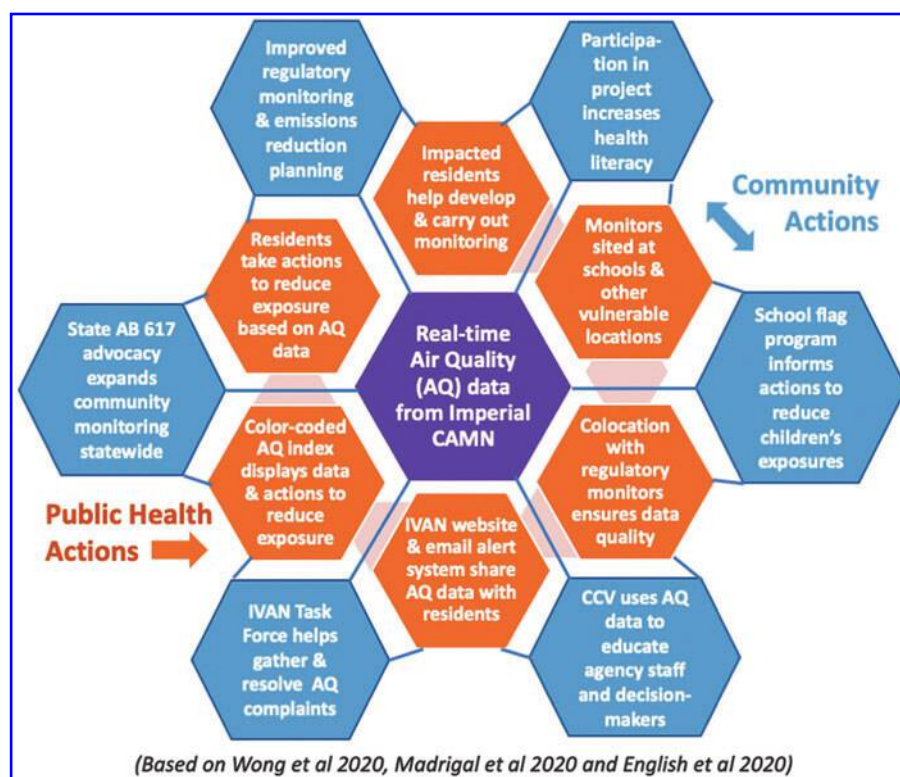 Improved
regulatory
monitoring
& emissions
reduction
planning
Participa-
tion in
project
increases
health
literacy
Impacted
residents
help develop
& carry out
monitoring
Community
Actions
Residents
take actions
to reduce
exposure
based on AQ
data
Monitors
sited at
schools &
other
vulnerable
locations
State AB 617
advocacy
expands
community
monitoring
statewide
Real-time
Air Quality
(AQ) data
from Imperial
CAMN
School flag
program
informs
actions to
reduce
children's
exposures
Color-coded
AQ index
displays data
& actions to
reduce
exposure
Colocation
with
regulatory
monitors
ensures data
quality
Public Health
Actions
IVAN website
& email alert
system share
AQ data with
residents
IVAN Task
Force helps
gather &
resolve AQ
complaints
CCV uses AQ
data to
educate
agency staff
and decision-
makers
(Based on Wong et al 2020, Madrigal et al 2020 and English et al 2020)